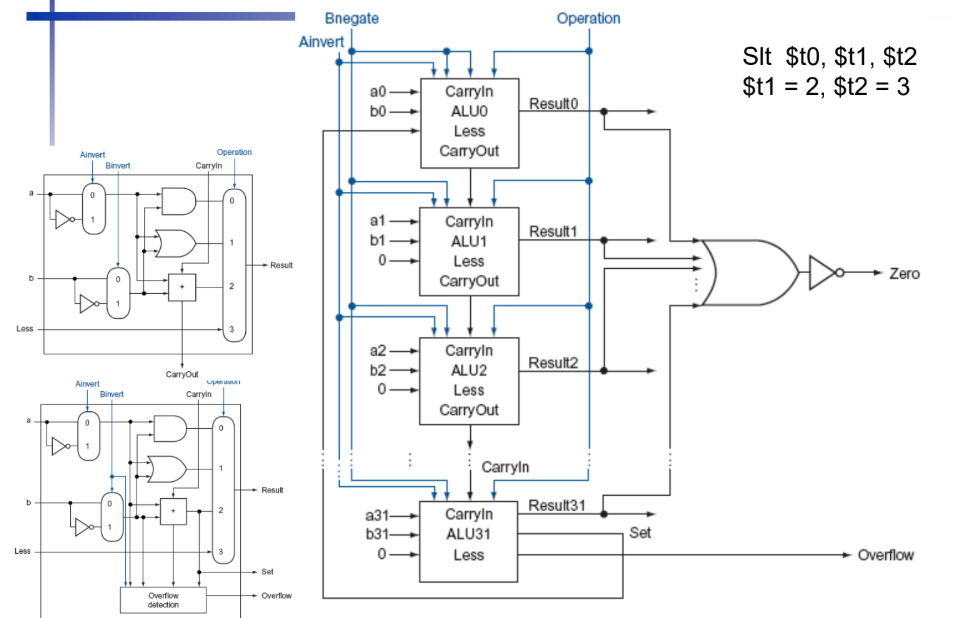 Bnegate
Operation
Ainvert
Slt $t0, $t1, $t2
$t1 = 2, $t2 = 3
a0
b0
CarryIn
ALU0
Less
CarryOut
Result0
a1
b1
0
CarryIn
ALU1
Less
CarryOut
Result1
a2
b2
0
CarryIn
ALU2
Less
CarryOut
Result2
CarryIn
a31
b31
0
CarryIn
ALU31
Less
Result31
Set
Overflow
Zero
Ainvert
Binvert
CarryIn
Operation
a
0
1
b
0
1
+
0
1
2
3
Result
Less
CarryOut
Ainvert
Binvert
CarryIn
Operation
a
0
1
b
0
1
+
0
1
2
3
Result
Less
Set
Overflow
detection
Overflow